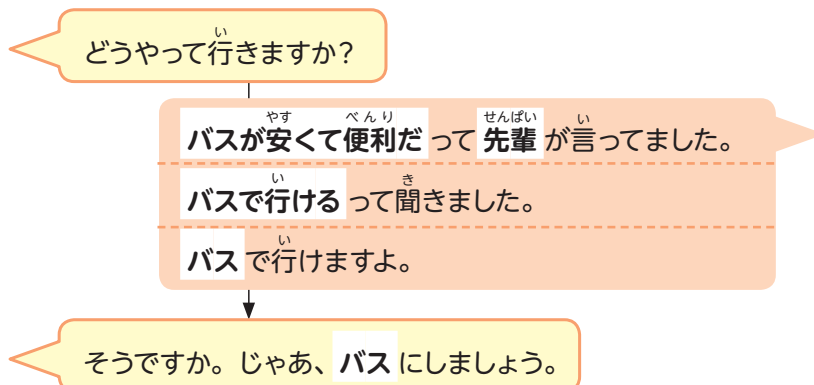 どうやって行きますか？
バスが安くて便利だ って 先輩 が言ってました。
バスで行ける って聞きました。
バス で行けますよ。
そうですか。じゃあ、 バス にしましょう。